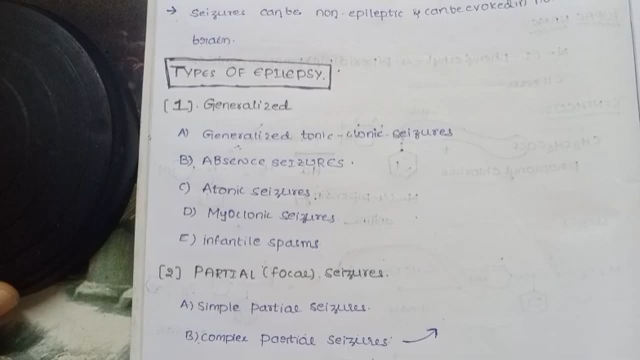 → Seizures can be non-epileptic & can be evoked in
brain.
TYPES OF EPILEPSY.
[1]. Generalized
A) Generalized tonic-clonic seizures
B) ABSENCE SEIZURES.
C) Atonic seizures.
D) Myoclonic seizures
E) infantile spasms
[2] PARTIAL (focal) seizures.
A) simple partial seizures.
B) complex partial seizures →